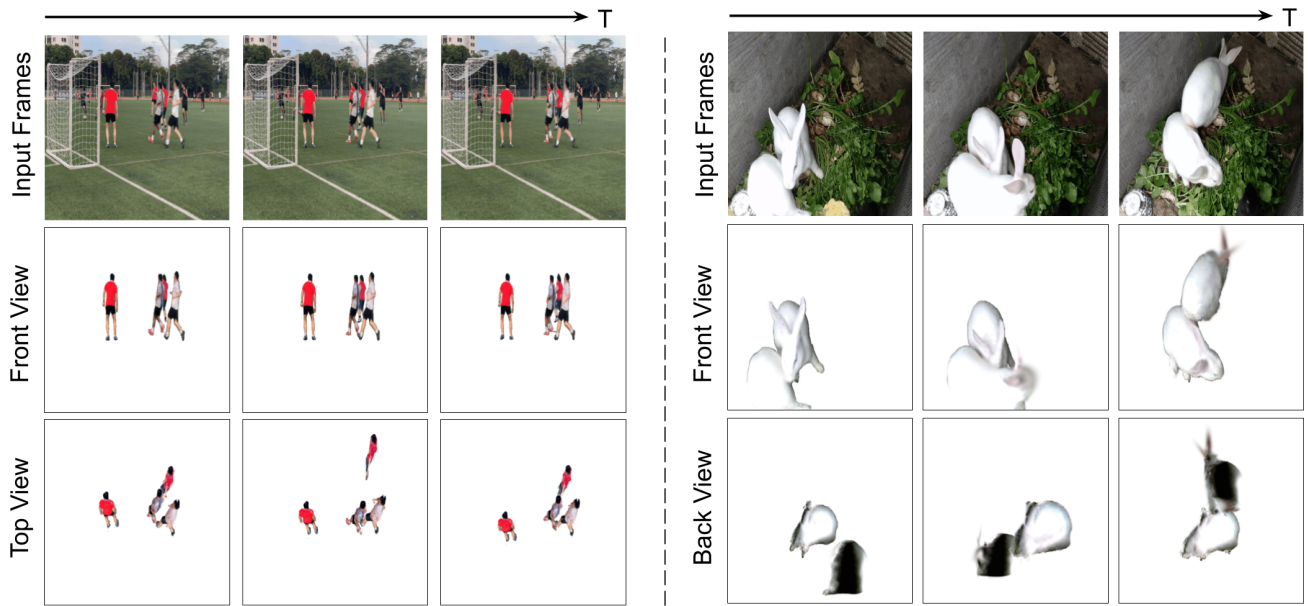 T
Input Frames
Front View
Top View
T
Input Frames
Front View
Back View